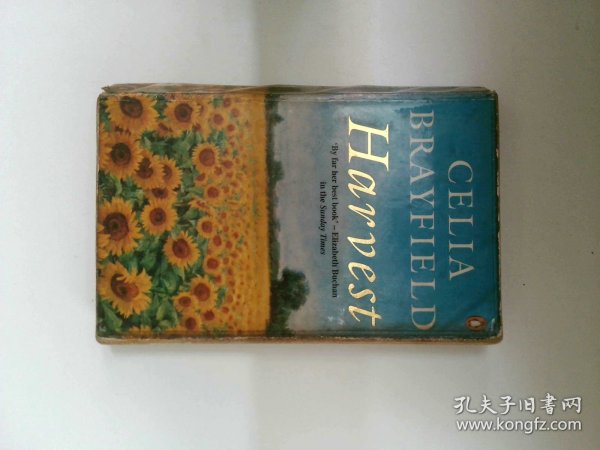 CELIA
BRAYFIELD
Harvest
'By far her best book' – Elizabeth Buchan
in the Sunday Times
孔夫子旧書网
www.kongfz.com